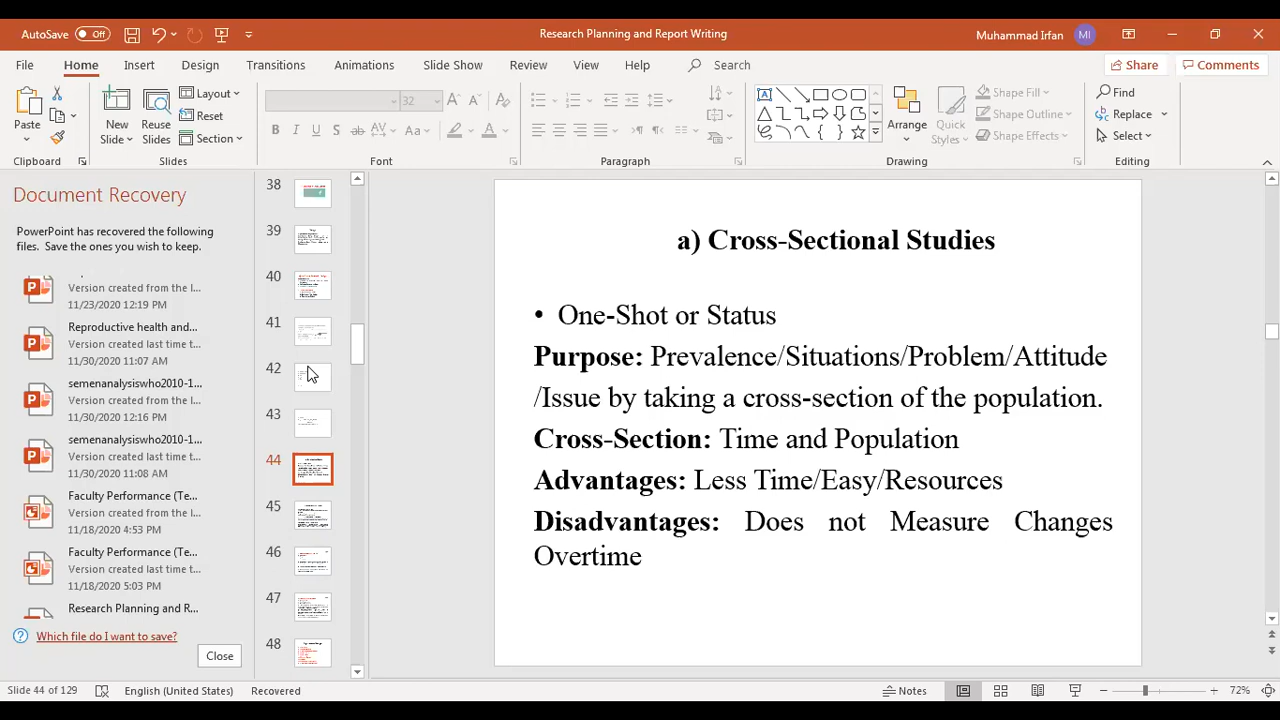 AutoSave Off
Research Planning and Report Writing
Muhammad Irfan MI
File Home Insert Design Transitions Animations Slide Show Review View Help Search Share Comments
Paste
Clipboard
New Slide
Reuse Slides
Layout
Reset
Section
Slides
32
Font
Paragraph
Arrange
Quick Styles
Shape Fill
Shape Outline
Shape Effects
Drawing
Find
Replace
Select
Editing
Document Recovery
PowerPoint has recovered the following
files. Save the ones you wish to keep.
Version created from the l...
11/23/2020 12:19 PM
Reproductive health and...
Version created last time t...
11/30/2020 11:07 AM
semenanalysiswho2010-1...
Version created from the l...
11/30/2020 12:16 PM
semenanalysiswho2010-1...
Version created last time t...
11/30/2020 11:08 AM
Faculty Performance (Te...
Version created from the l...
11/18/2020 4:53 PM
Faculty Performance (Te...
Version created last time t...
11/18/2020 5:03 PM
Research Planning and R...
Which file do I want to save?
Close
38
39
40
41
42
43
44
45
46
47
48
a) Cross-Sectional Studies
• One-Shot or Status
Purpose: Prevalence/Situations/Problem/Attitude
/Issue by taking a cross-section of the population.
Cross-Section: Time and Population
Advantages: Less Time/Easy/Resources
Disadvantages: Does not Measure Changes
Overtime
Slide 44 of 129 English (United States) Recovered Notes 72%